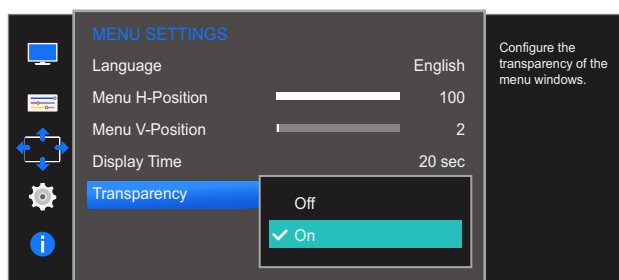 MENU SETTINGS
Language English
Menu H-Position 100
Menu V-Position 2
Display Time 20 sec
Transparency
Off
On
Configure the
transparency of the
menu windows.
i